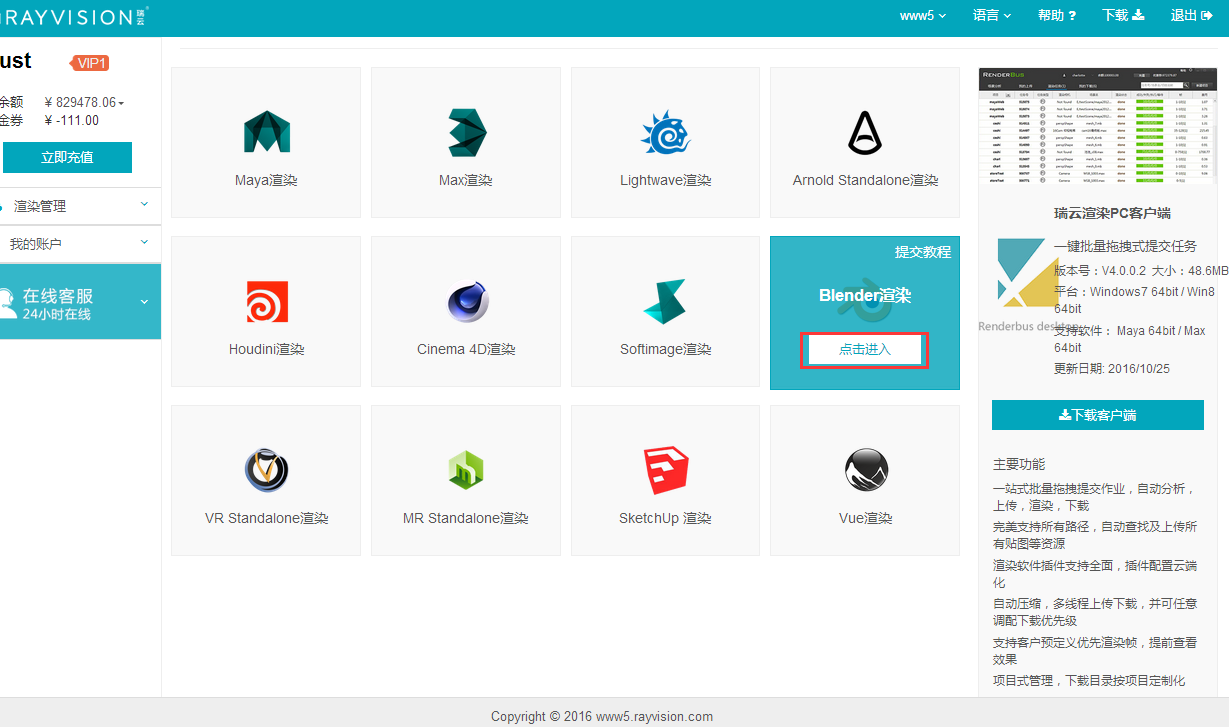 RAYVISION 瑞云
www5
语言
帮助 ?
下载
退出
ust
VIP1
余额 ¥ 829478.06
金券 ¥ -111.00
立即充值
渲染管理
我的账户
在线客服
24小时在线
Maya渲染
Max渲染
Lightwave渲染
Arnold Standalone渲染
Houdini渲染
Cinema 4D渲染
Softimage渲染
提交教程
Blender渲染
点击进入
VR Standalone渲染
MR Standalone渲染
SketchUp 渲染
Vue渲染
RENDERBUS
瑞云渲染PC客户端
Renderbus desktop
一键批量拖拽式提交任务
版本号：V4.0.0.2 大小：48.6MB
平台：Windows7 64bit / Win8
64bit
支持软件： Maya 64bit / Max
64bit
更新日期: 2016/10/25
下载客户端
主要功能
一站式批量拖拽提交作业，自动分析，
上传，渲染，下载
完美支持所有路径，自动查找及上传所
有贴图等资源
渲染软件插件支持全面，插件配置云端
化
自动压缩，多线程上传下载，并可任意
调配下载优先级
支持客户预定义优先渲染帧，提前查看
效果
项目式管理，下载目录按项目定制化
Copyright © 2016 www5.rayvision.com